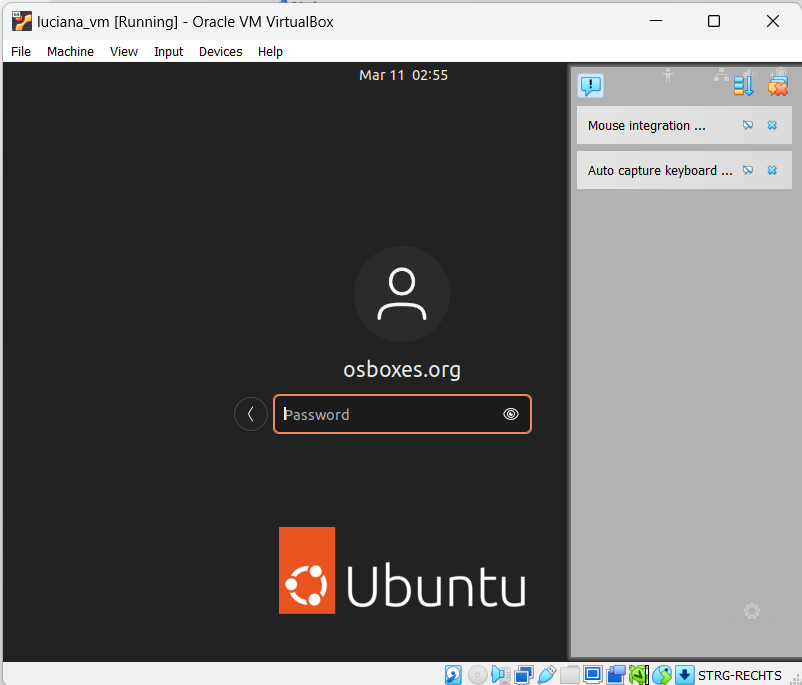 luciana_vm [Running] - Oracle VM VirtualBox
File Machine View Input Devices Help
Mar 11 02:55
Mouse integration ...
Auto capture keyboard ...
osboxes.org
Password
Ubuntu
STRG-RECHTS